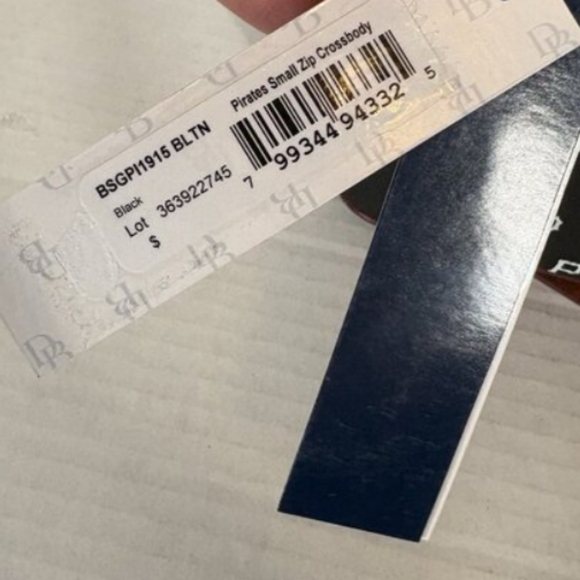 Pirates Small Zip Crossbody
BSGPI1915 BLTN
Black
Lot 363922745
$
7 99344 94332 5